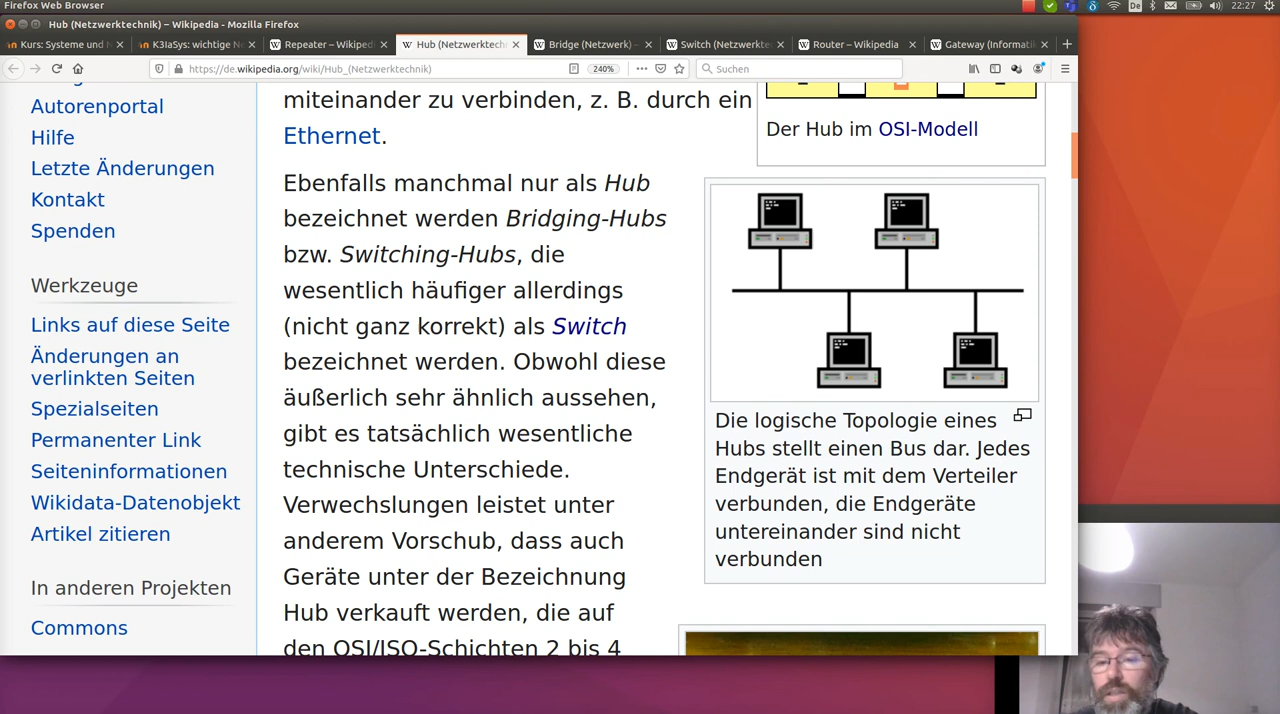 Firefox Web Browser
De
22:27
Hub (Netzwerktechnik) – Wikipedia - Mozilla Firefox
Kurs: Systeme und N
K3IaSys: wichtige Ne
Repeater – Wikiped
Hub (Netzwerktechn
Bridge (Netzwerk) –
Switch (Netzwerkte
Router – Wikipedia
Gateway (Informatik
https://de.wikipedia.org/wiki/Hub_(Netzwerktechnik)
240%
Suchen
Autorenportal
Hilfe
Letzte Änderungen
Kontakt
Spenden
Werkzeuge
Links auf diese Seite
Änderungen an
verlinkten Seiten
Spezialseiten
Permanenter Link
Seiteninformationen
Wikidata-Datenobjekt
Artikel zitieren
In anderen Projekten
Commons
miteinander zu verbinden, z. B. durch ein
Ethernet.
Ebenfalls manchmal nur als Hub
bezeichnet werden Bridging-Hubs
bzw. Switching-Hubs, die
wesentlich häufiger allerdings
(nicht ganz korrekt) als Switch
bezeichnet werden. Obwohl diese
äußerlich sehr ähnlich aussehen,
gibt es tatsächlich wesentliche
technische Unterschiede.
Verwechslungen leistet unter
anderem Vorschub, dass auch
Geräte unter der Bezeichnung
Hub verkauft werden, die auf
den OSI/ISO-Schichten 2 bis 4
Der Hub im OSI-Modell
Die logische Topologie eines
Hubs stellt einen Bus dar. Jedes
Endgerät ist mit dem Verteiler
verbunden, die Endgeräte
untereinander sind nicht
verbunden